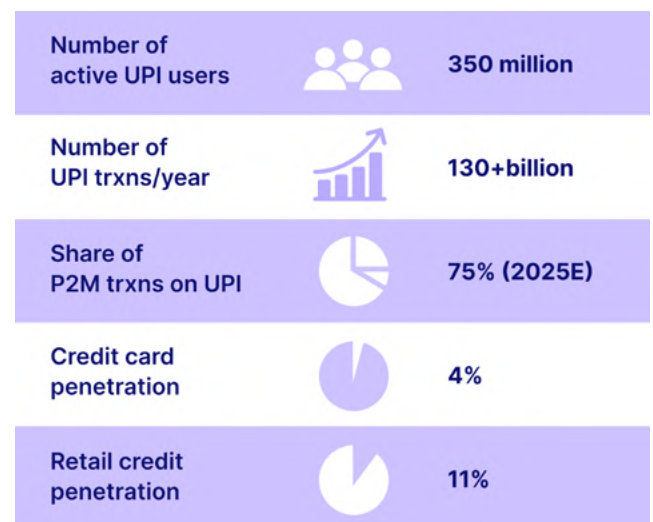 Number of
active UPI users
350 million
Number of
UPI trxns/year
130+billion
Share of
P2M trxns on UPI
75% (2025E)
Credit card
penetration
4%
Retail credit
penetration
11%